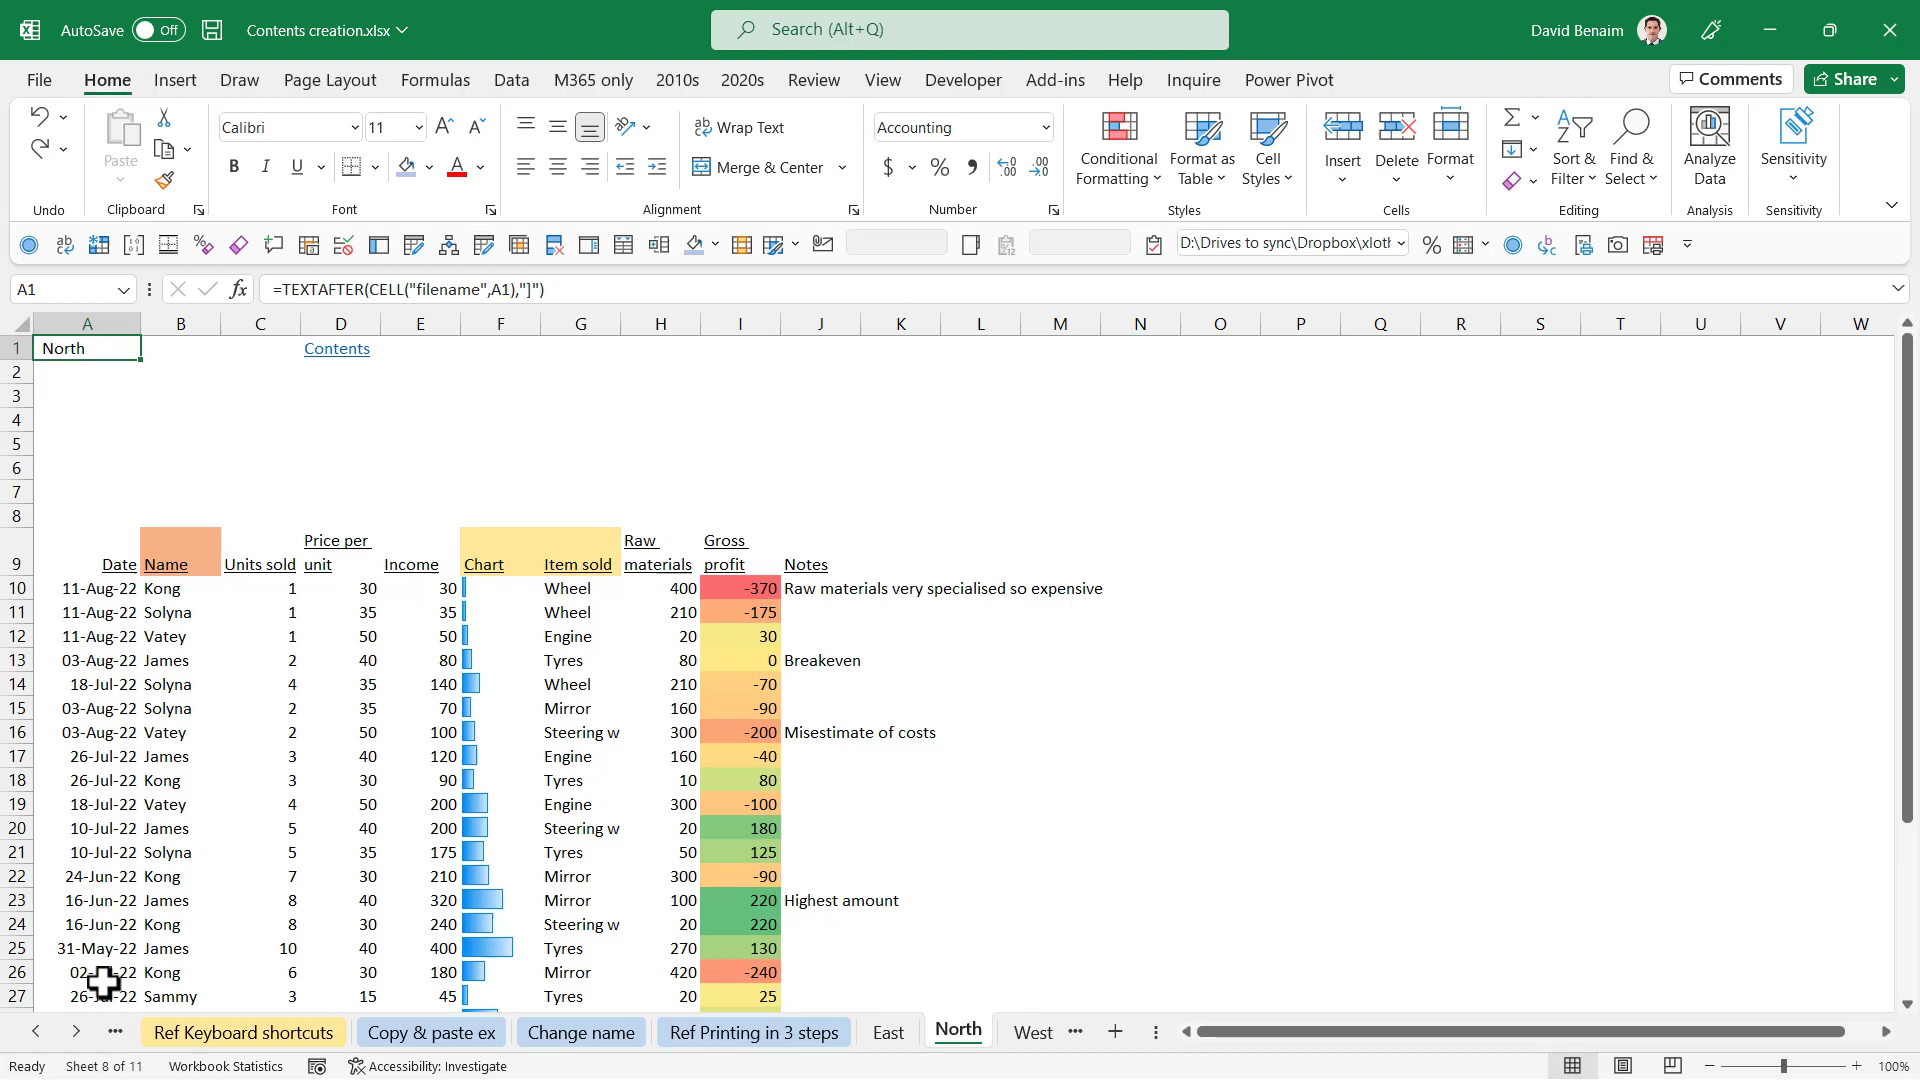 AutoSave Off Contents creation.xlsx Search (Alt+Q) David Benaim
File Home Insert Draw Page Layout Formulas Data M365 only 2010s 2020s Review View Developer Add-ins Help Inquire Power Pivot Comments Share
Paste Calibri 11 Wrap Text Accounting Conditional Formatting Format as Table Cell Styles Insert Delete Format Sort & Filter Find & Select Analyze Data Sensitivity
B I U Merge & Center $ %
Undo Clipboard Font Alignment Number Styles Cells Editing Analysis Sensitivity
D:\Drives to sync\Dropbox\xlotl
A1 fx =TEXTAFTER(CELL("filename",A1),"]")
A B C D E F G H I J K L M N O P Q R S T U V W
1 North Contents
2
3
4
5
6
7
8
9 Date Name Units sold Price per unit Income Chart Item sold Raw materials Gross profit Notes
10 11-Aug-22 Kong 1 30 30 Wheel 400 -370 Raw materials very specialised so expensive
11 11-Aug-22 Solyna 1 35 35 Wheel 210 -175
12 11-Aug-22 Vatey 1 50 50 Engine 20 30
13 03-Aug-22 James 2 40 80 Tyres 80 0 Breakeven
14 18-Jul-22 Solyna 4 35 140 Wheel 210 -70
15 03-Aug-22 Solyna 2 35 70 Mirror 160 -90
16 03-Aug-22 Vatey 2 50 100 Steering w 300 -200 Misestimate of costs
17 26-Jul-22 James 3 40 120 Engine 160 -40
18 26-Jul-22 Kong 3 30 90 Tyres 10 80
19 18-Jul-22 Vatey 4 50 200 Engine 300 -100
20 10-Jul-22 James 5 40 200 Steering w 20 180
21 10-Jul-22 Solyna 5 35 175 Tyres 50 125
22 24-Jun-22 Kong 7 30 210 Mirror 300 -90
23 16-Jun-22 James 8 40 320 Mirror 100 220 Highest amount
24 16-Jun-22 Kong 8 30 240 Steering w 20 220
25 31-May-22 James 10 40 400 Tyres 270 130
26 Kong 6 30 180 Mirror 420 -240
27 26-Jul-22 Sammy 3 15 45 Tyres 20 25
Ref Keyboard shortcuts Copy & paste ex Change name Ref Printing in 3 steps East North West
Ready Sheet 8 of 11 Workbook Statistics Accessibility: Investigate 100%